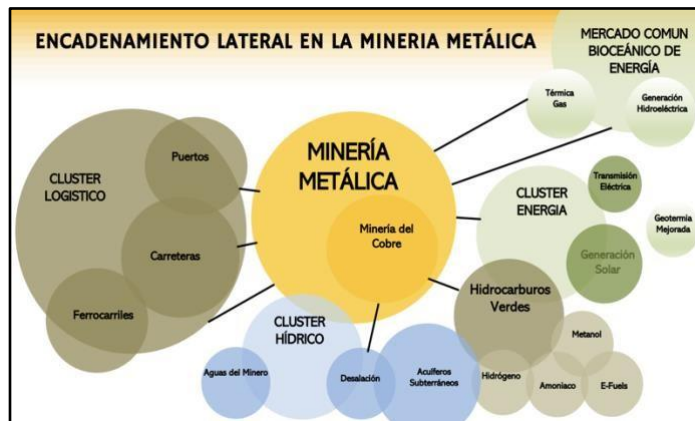 ENCADENAMIENTO LATERAL EN LA MINERIA METÁLICA
MERCADO COMUN
BIOCEÁNICO DE
ENERGÍA
Térmica
Gas
Generación
Hidroeléctrica
CLUSTER
LOGISTICO
Puertos
Carreteras
Ferrocarriles
MINERÍA
METÁLICA
Minería del
Cobre
CLUSTER
ENERGIA
Transmisión
Eléctrica
Geotermia
Mejorada
Generación
Solar
Hidrocarburos
Verdes
Metanol
Hidrógeno
Amoniaco
E-Fuels
CLUSTER
HÍDRICO
Aguas del Minero
Desalación
Acuíferos
Subterráneos